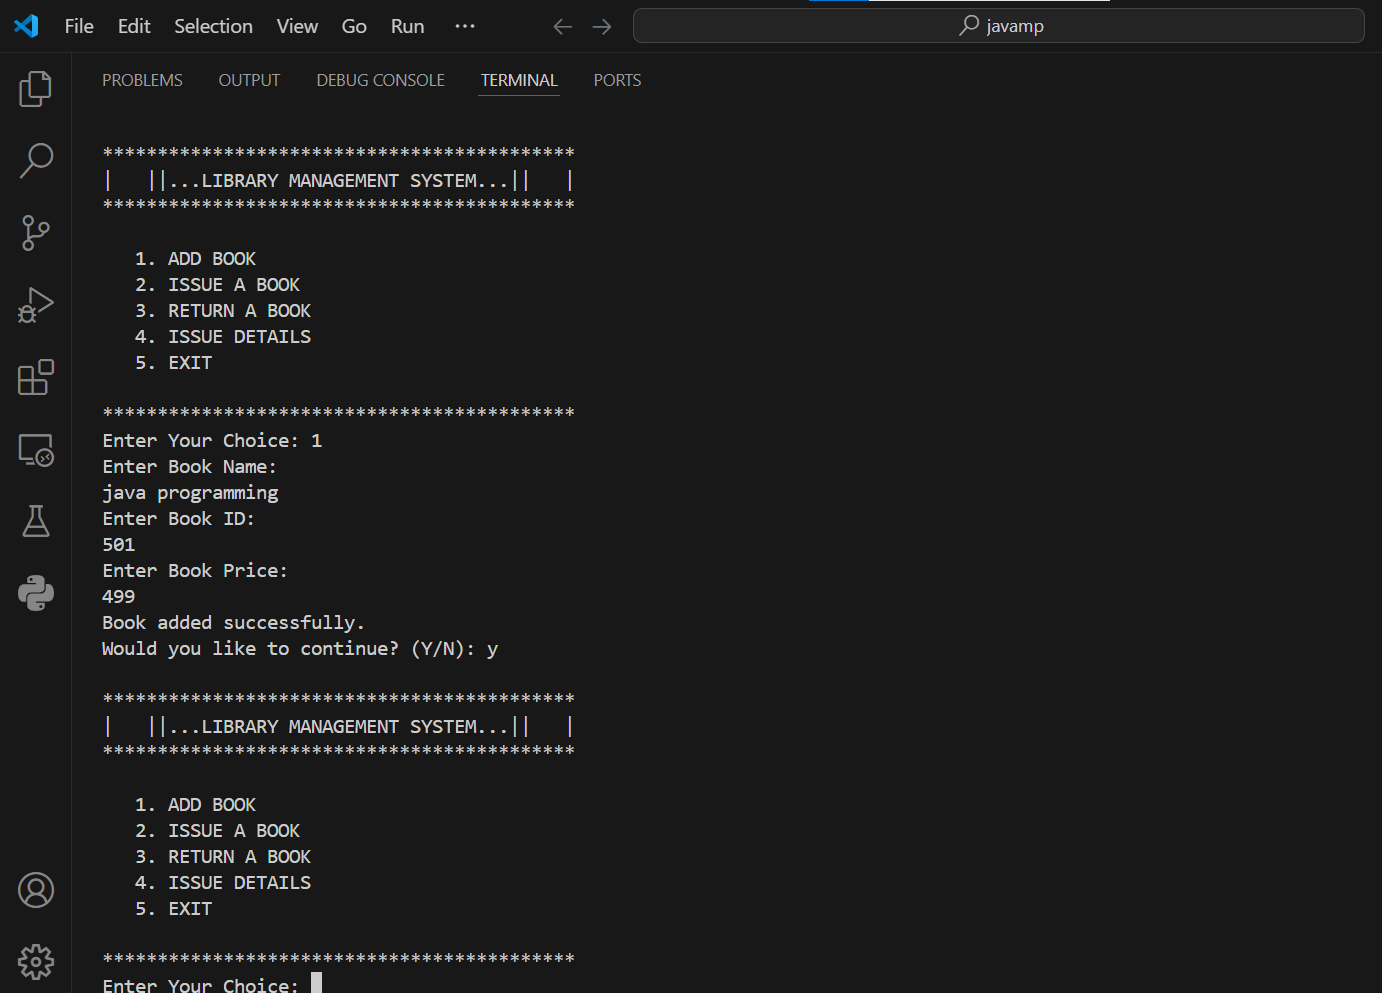 File Edit Selection View Go Run ··· ← → javamp
PROBLEMS OUTPUT DEBUG CONSOLE TERMINAL PORTS
*******************************************
|   ||...LIBRARY MANAGEMENT SYSTEM...||   |
*******************************************
1. ADD BOOK
2. ISSUE A BOOK
3. RETURN A BOOK
4. ISSUE DETAILS
5. EXIT
*******************************************
Enter Your Choice: 1
Enter Book Name:
java programming
Enter Book ID:
501
Enter Book Price:
499
Book added successfully.
Would you like to continue? (Y/N): y
*******************************************
|   ||...LIBRARY MANAGEMENT SYSTEM...||   |
*******************************************
1. ADD BOOK
2. ISSUE A BOOK
3. RETURN A BOOK
4. ISSUE DETAILS
5. EXIT
*******************************************
Enter Your Choice: